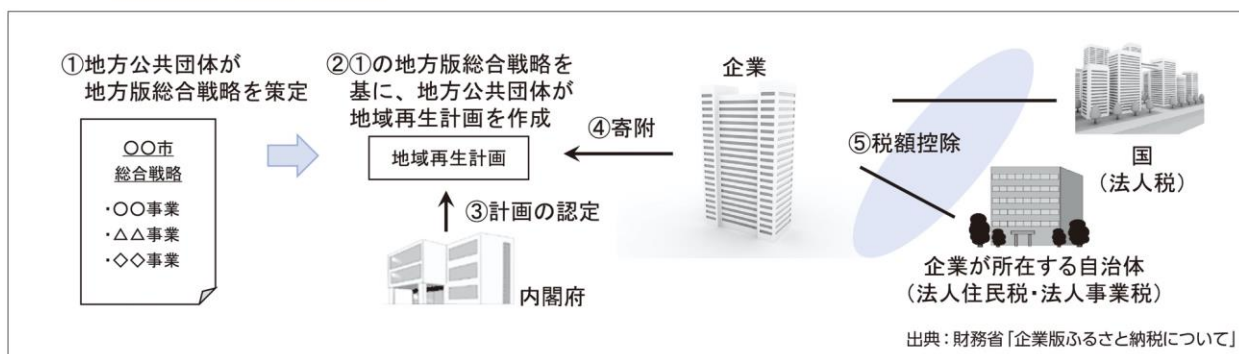 ①地方公共団体が
地方版総合戦略を策定
〇〇市
総合戦略
・〇〇事業
・△△事業
・◇◇事業
②①の地方版総合戦略を
基に、地方公共団体が
地域再生計画を作成
地域再生計画
③計画の認定
内閣府
④寄附
企業
⑤税額控除
国
（法人税）
企業が所在する自治体
（法人住民税・法人事業税）
出典：財務省「企業版ふるさと納税について」